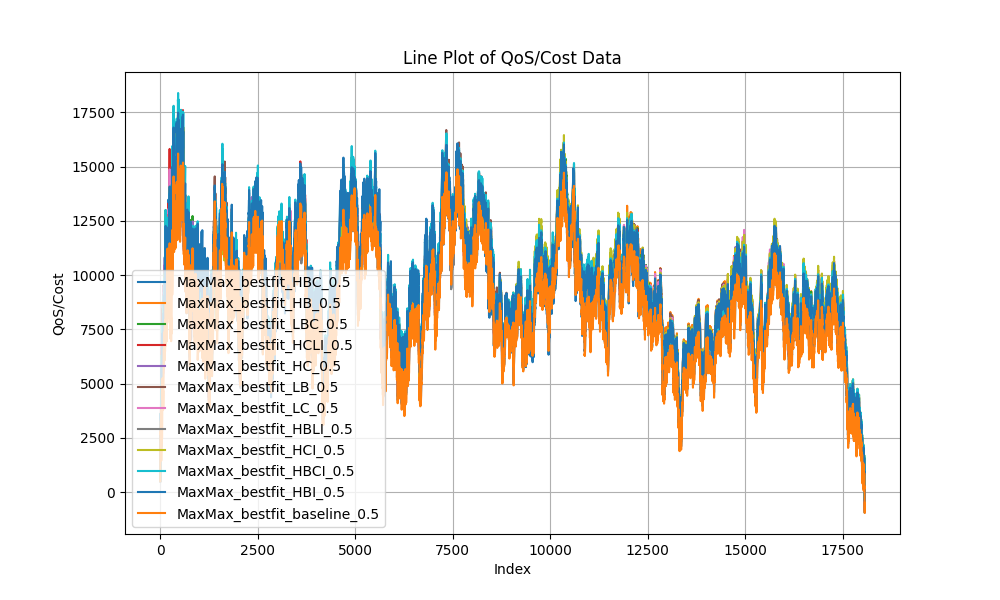 Line Plot of QoS/Cost Data
QoS/Cost
17500
15000
12500
10000
7500
5000
2500
0
MaxMax_bestfit_HBC_0.5
MaxMax_bestfit_HB_0.5
MaxMax_bestfit_LBC_0.5
MaxMax_bestfit_HCLI_0.5
MaxMax_bestfit_HC_0.5
MaxMax_bestfit_LB_0.5
MaxMax_bestfit_LC_0.5
MaxMax_bestfit_HBLI_0.5
MaxMax_bestfit_HCI_0.5
MaxMax_bestfit_HBCI_0.5
MaxMax_bestfit_HBI_0.5
MaxMax_bestfit_baseline_0.5
0 2500 5000 7500 10000 12500 15000 17500
Index